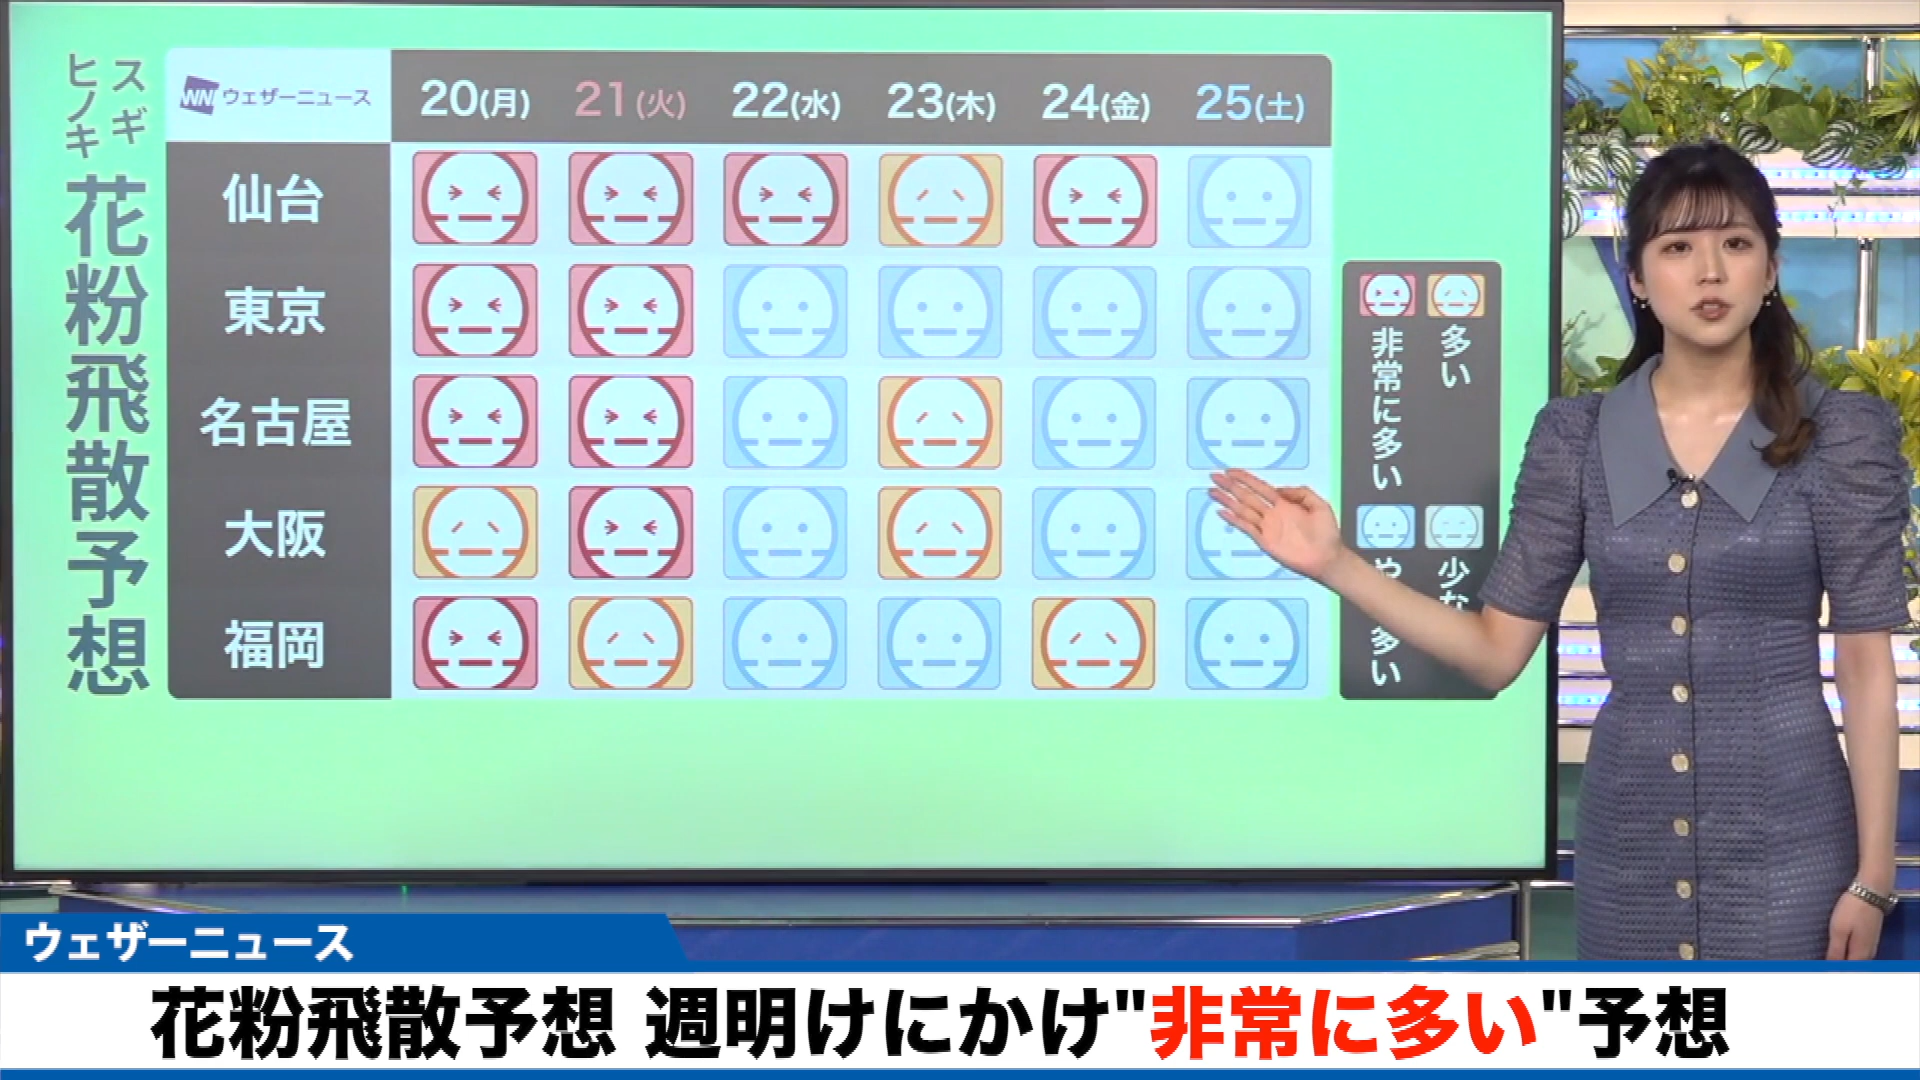 スギ
ヒノキ
花粉飛散予想
WNI ウェザーニュース
20(月) 21(火) 22(水) 23(木) 24(金) 25(土)
仙台
東京
名古屋
大阪
福岡
非常に多い
多い
や 多い
少な
ウェザーニュース
花粉飛散予想 週明けにかけ"非常に多い"予想